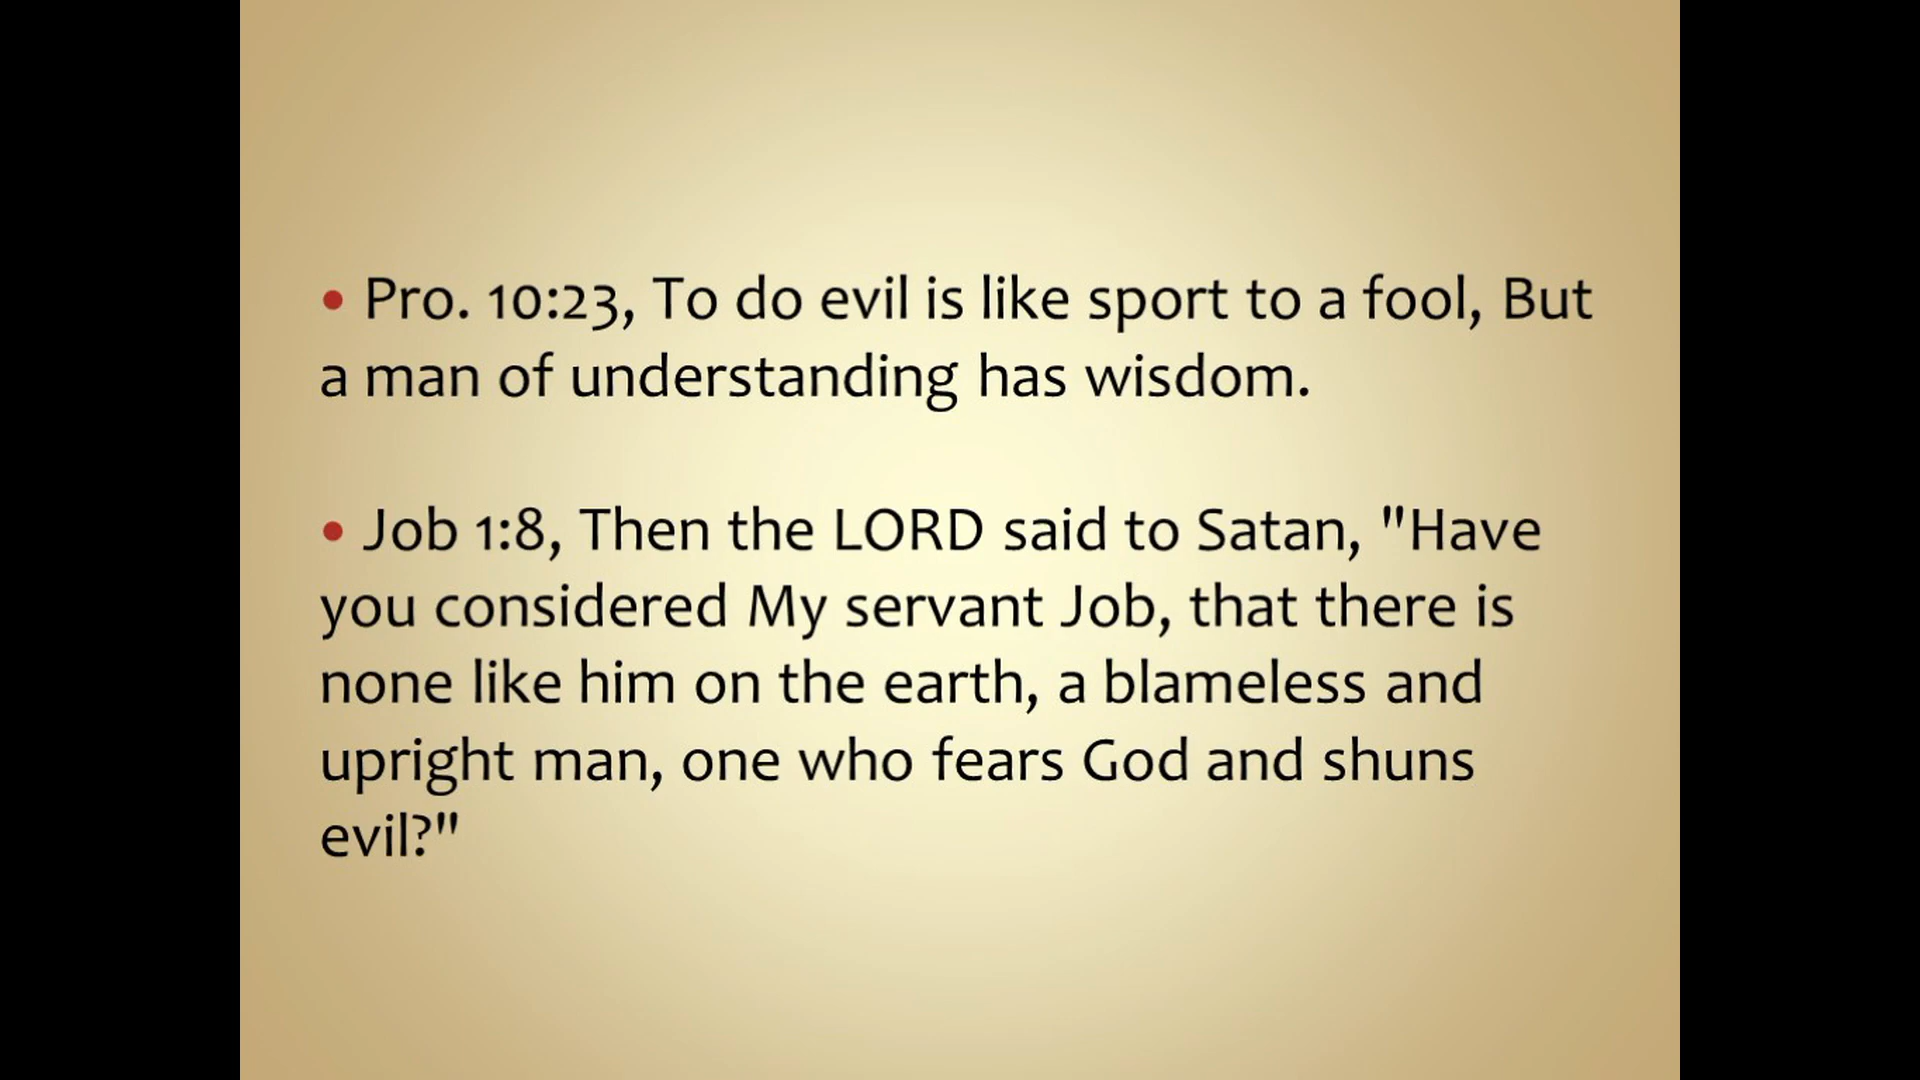 • Pro. 10:23, To do evil is like sport to a fool, But
a man of understanding has wisdom.
• Job 1:8, Then the LORD said to Satan, "Have
you considered My servant Job, that there is
none like him on the earth, a blameless and
upright man, one who fears God and shuns
evil?"